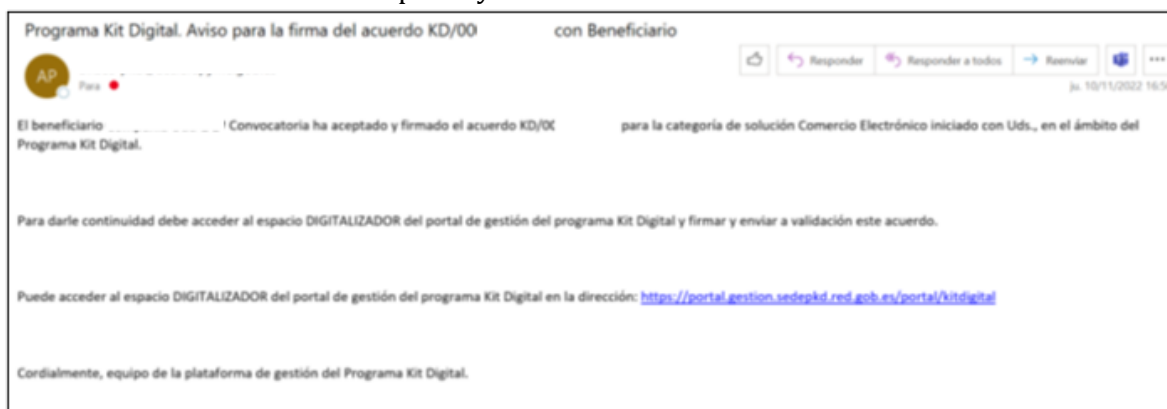 Programa Kit Digital. Aviso para la firma del acuerdo KD/00 con Beneficiario
Responder Responder a todos Reenviar
AP
Para
ju. 10/11/2022 16:50
El beneficiario Convocatoria ha aceptado y firmado el acuerdo KD/0 para la categoría de solución Comercio Electrónico iniciado con Uds., en el ámbito del
Programa Kit Digital.
Para darle continuidad debe acceder al espacio DIGITALIZADOR del portal de gestión del programa Kit Digital y firmar y enviar a validación este acuerdo.
Puede acceder al espacio DIGITALIZADOR del portal de gestión del programa Kit Digital en la dirección: https://portal.gestion.sedepkd.red.gob.es/portal/kitdigital
Cordialmente, equipo de la plataforma de gestión del Programa Kit Digital.